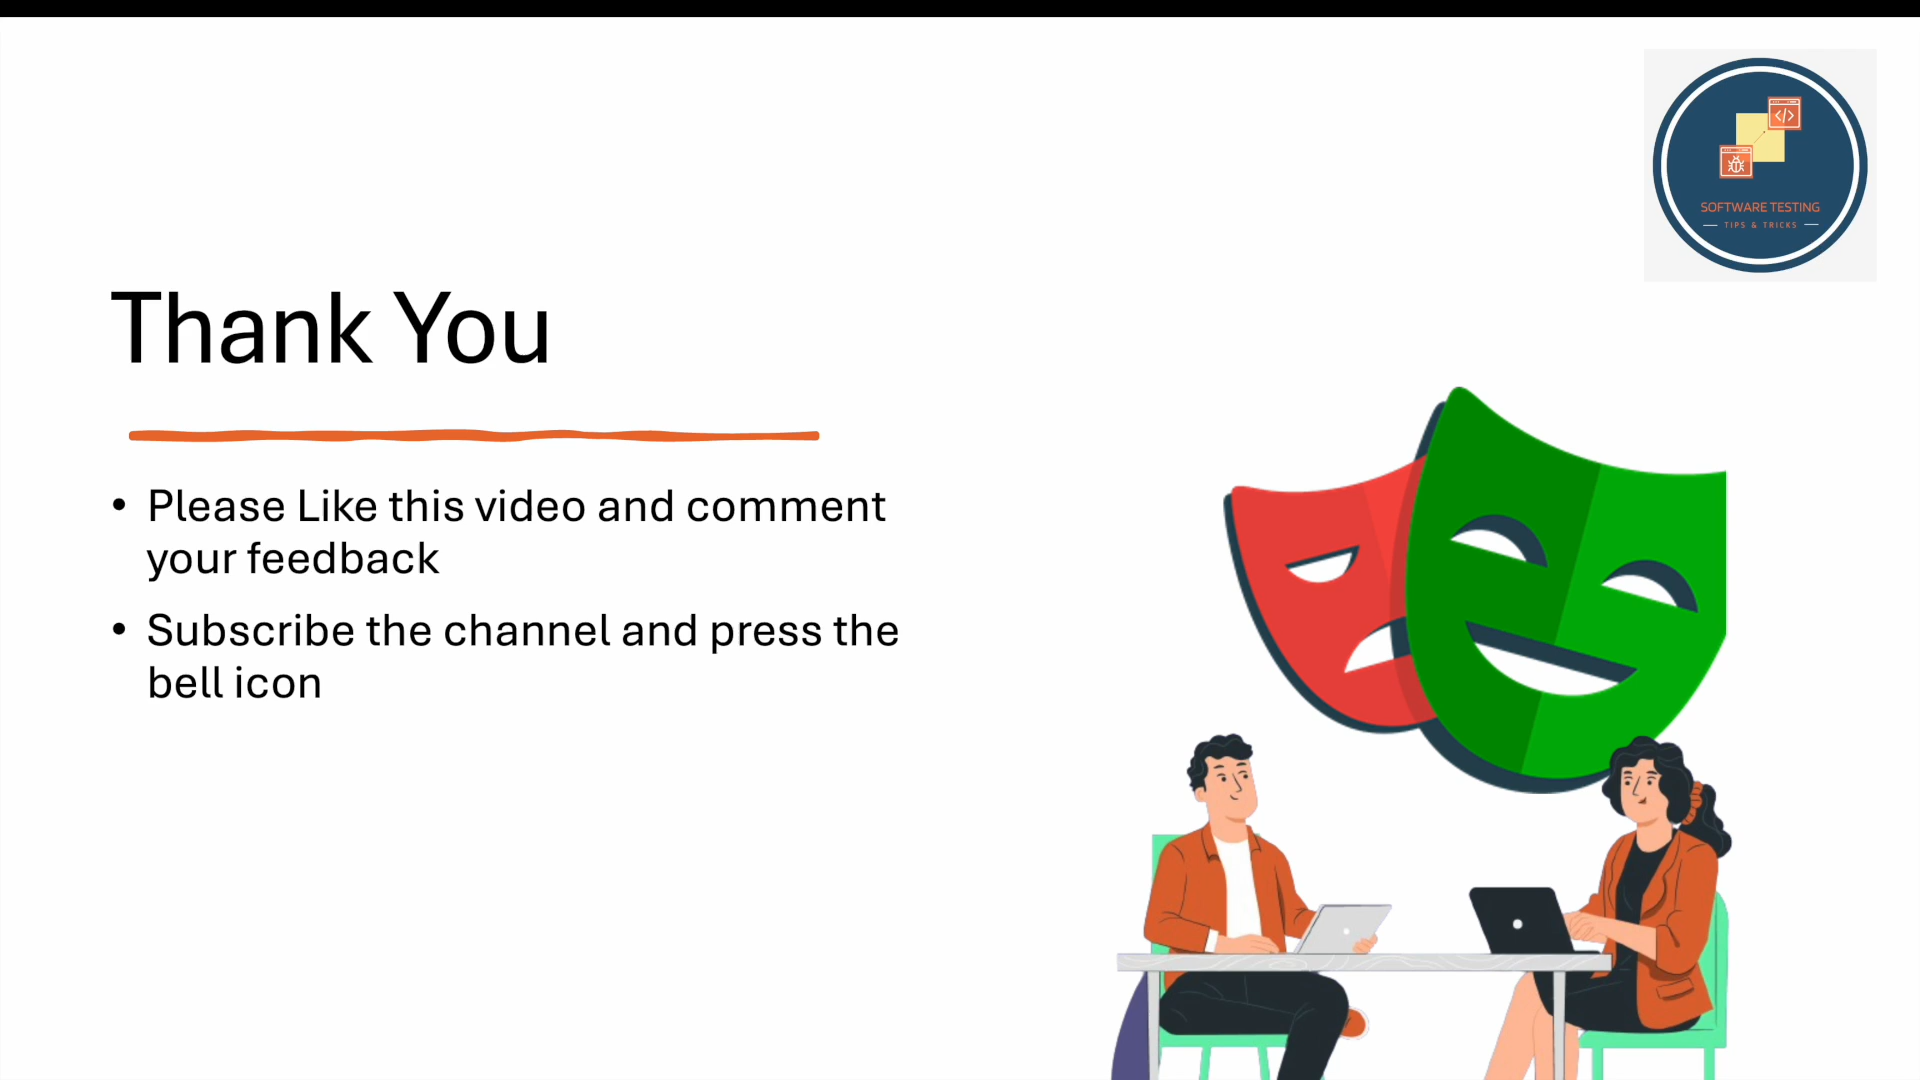 SOFTWARE TESTING
TIPS & TRICKS
Thank You
• Please Like this video and comment
your feedback
• Subscribe the channel and press the
bell icon